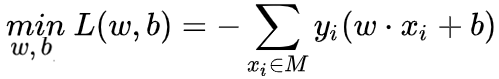 min L(w, b) = − ∑ yᵢ(w · xᵢ + b)
w, b
xᵢ∈M